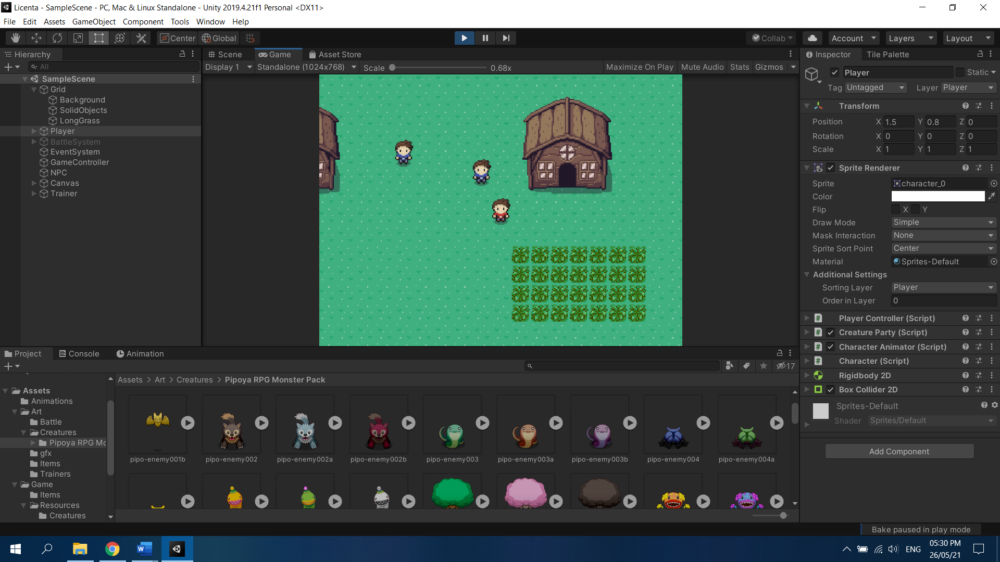 Licenta - SampleScene - PC, Mac & Linux Standalone - Unity 2019.4.21f1 Personal <DX11>
File Edit Assets GameObject Component Tools Window Help
Center Global Collab Account Layers Layout
Hierarchy
All
SampleScene
Grid
Background
SolidObjects
LongGrass
Player
BattleSystem
EventSystem
GameController
NPC
Canvas
Trainer
Scene Game Asset Store
Display 1 Standalone (1024x768) Scale 0.68x Maximize On Play Mute Audio Stats Gizmos
Inspector Tile Palette
Player Static
Tag Untagged Layer Player
Transform
Position X 1.5 Y 0.8 Z 0
Rotation X 0 Y 0 Z 0
Scale X 1 Y 1 Z 1
Sprite Renderer
Sprite character_0
Color
Flip X Y
Draw Mode Simple
Mask Interaction None
Sprite Sort Point Center
Material Sprites-Default
Additional Settings
Sorting Layer Player
Order in Layer 0
Player Controller (Script)
Creature Party (Script)
Character Animator (Script)
Character (Script)
Rigidbody 2D
Box Collider 2D
Sprites-Default
Shader Sprites/Default
Add Component
Project Console Animation
17
Assets
Animations
Art
Battle
Creatures
Pipoya RPG Mo
gfx
Items
Trainers
Game
Items
Resources
Creatures
Assets > Art > Creatures > Pipoya RPG Monster Pack
pipo-enemy001b pipo-enemy002 pipo-enemy002a pipo-enemy002b pipo-enemy003 pipo-enemy003a pipo-enemy003b pipo-enemy004 pipo-enemy004a
Bake paused in play mode
W
ENG
05:30 PM
26/05/21